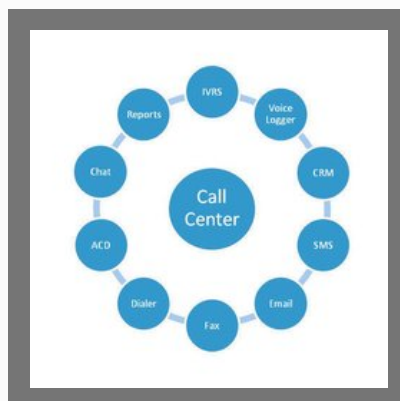 IVRS
Voice
Logger
CRM
SMS
Email
Fax
Dialer
ACD
Chat
Reports
Call
Center